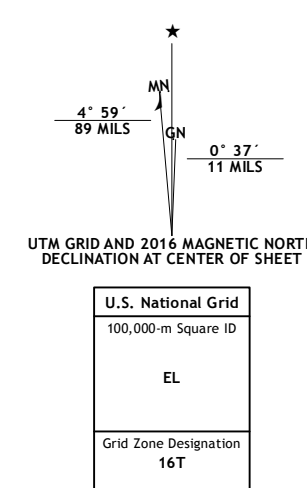 ★
MN
4° 59´
89 MILS
GN
0° 37´
11 MILS
UTM GRID AND 2016 MAGNETIC NORTH
DECLINATION AT CENTER OF SHEET
U.S. National Grid
100,000-m Square ID
EL
Grid Zone Designation
16T